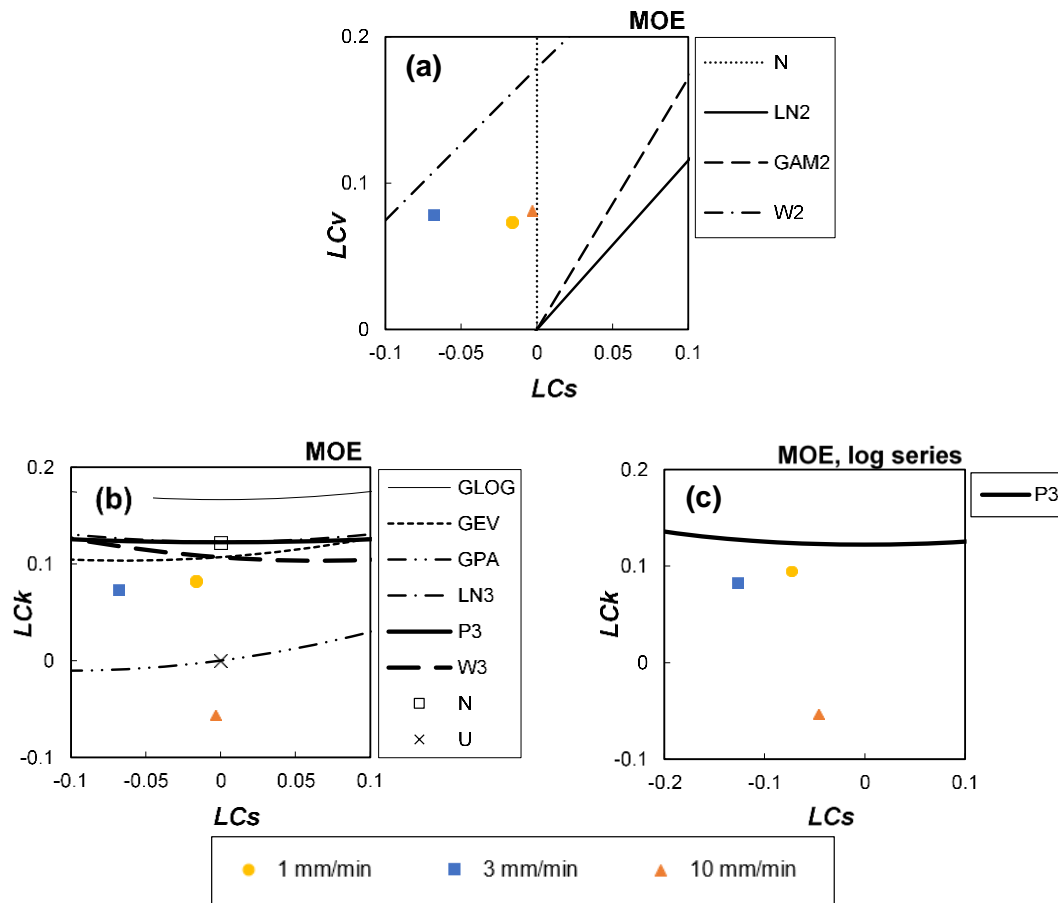 MOE
(a)
0.2
0.1
0
-0.1
-0.05
0
0.05
0.1
LCv
LCs
N
LN2
GAM2
W2
MOE
(b)
0.2
0.1
0
-0.1
-0.1
-0.05
0
0.05
0.1
LCk
LCs
GLOG
GEV
GPA
LN3
P3
W3
N
U
MOE, log series
(c)
0.2
0.1
0
-0.1
-0.2
-0.1
0
0.1
LCk
LCs
P3
1 mm/min
3 mm/min
10 mm/min